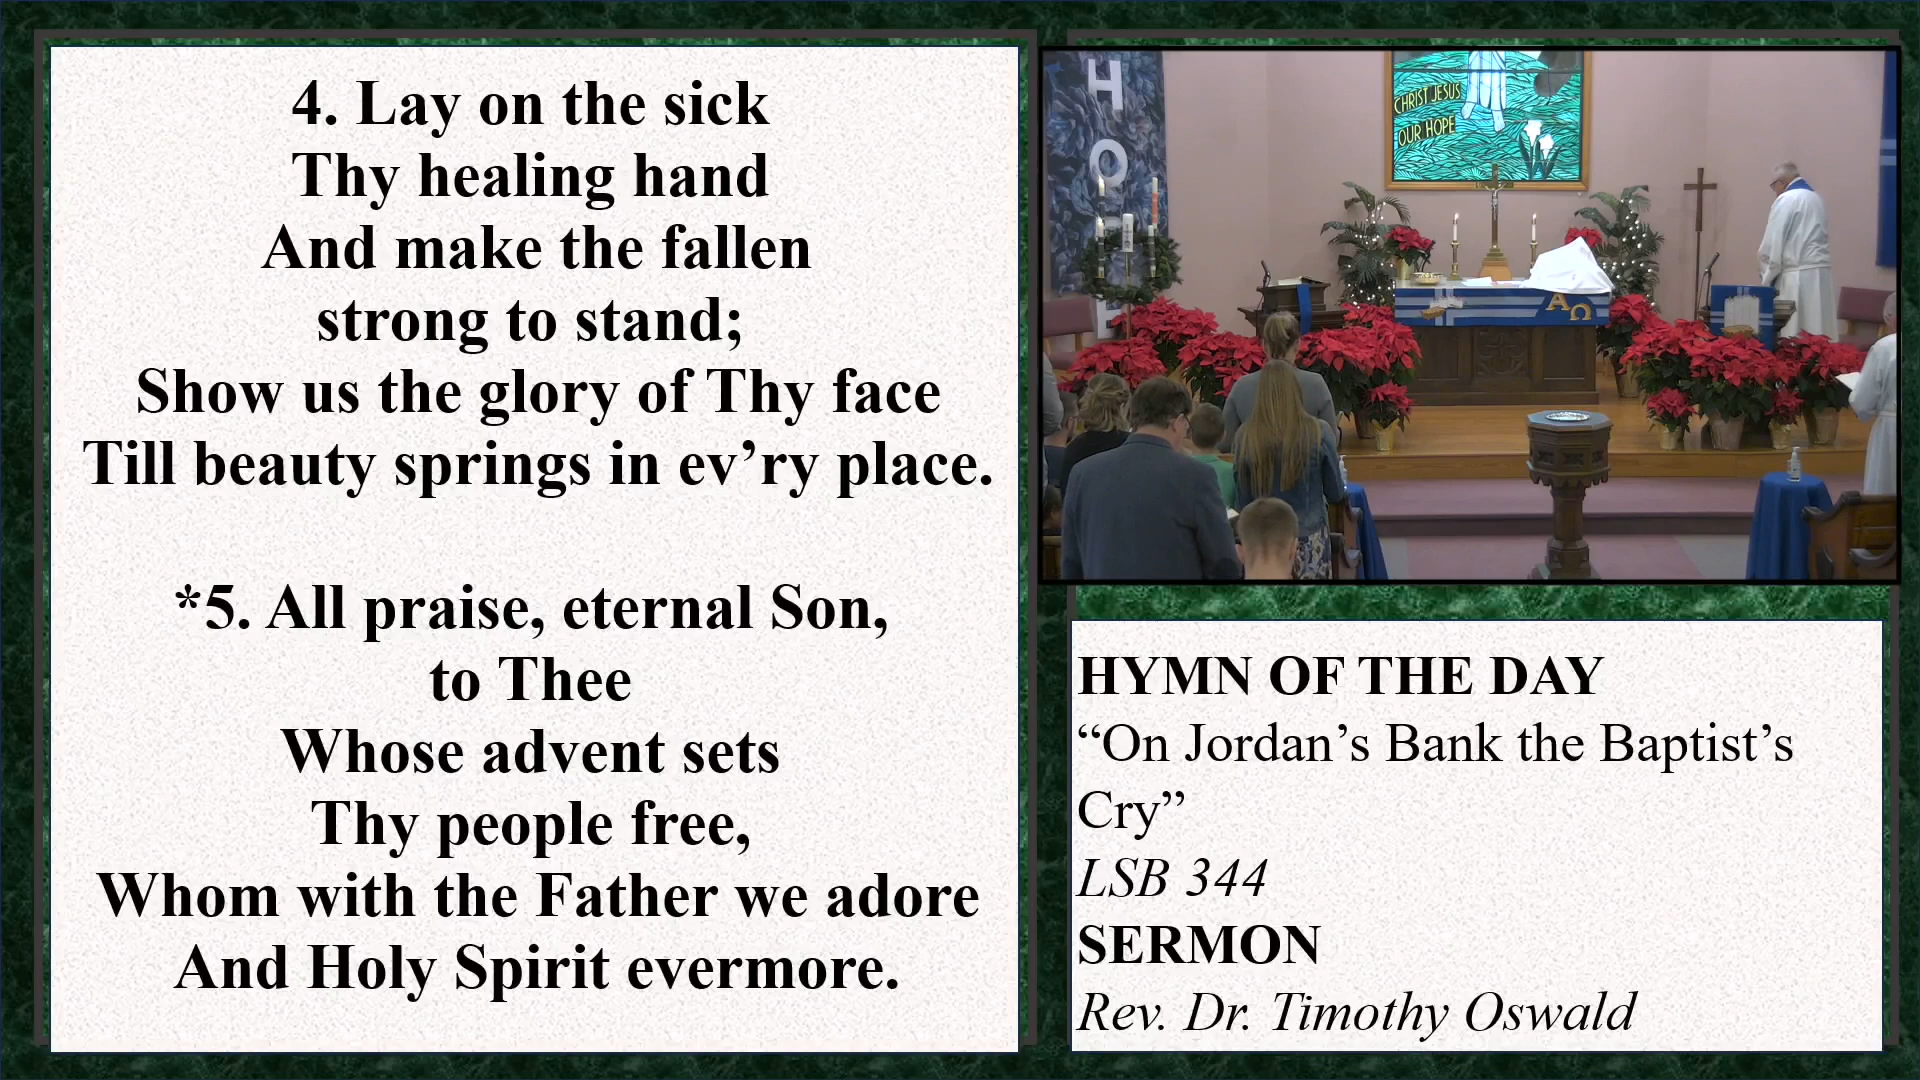 4. Lay on the sick
Thy healing hand
And make the fallen
strong to stand;
Show us the glory of Thy face
Till beauty springs in ev’ry place.
*5. All praise, eternal Son,
to Thee
Whose advent sets
Thy people free,
Whom with the Father we adore
And Holy Spirit evermore.
HOPE
CHRIST JESUS
OUR HOPE
ΑΩ
HYMN OF THE DAY
“On Jordan’s Bank the Baptist’s
Cry”
LSB 344
SERMON
Rev. Dr. Timothy Oswald